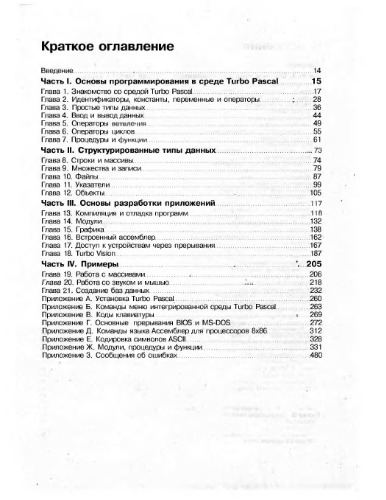 Краткое оглавление
Введение 14
Часть I. Основы программирования в среде Turbo Pascal 15
Глава 1. Знакомство со средой Turbo Pascal 17
Глава 2. Идентификаторы, константы, переменные и операторы 28
Глава 3. Простые типы данных 36
Глава 4. Ввод и вывод данных 44
Глава 5. Операторы ветвления 49
Глава 6. Операторы циклов 55
Глава 7. Процедуры и функции 61
Часть II. Структурированные типы данных 73
Глава 8. Строки и массивы 74
Глава 9. Множества и записи 79
Глава 10. Файлы 87
Глава 11. Указатели 99
Глава 12. Объекты 105
Часть III. Основы разработки приложений 117
Глава 13. Компиляция и отладка программ 118
Глава 14. Модули 132
Глава 15. Графика 138
Глава 16. Встроенный ассемблер 162
Глава 17. Доступ к устройствам через прерывания 167
Глава 18. Turbo Vision 187
Часть IV. Примеры 205
Глава 19. Работа с массивами 206
Глава 20. Работа со звуком и мышью 218
Глава 21. Создание баз данных 232
Приложение А. Установка Turbo Pascal 260
Приложение Б. Команды меню интегрированной среды Turbo Pascal 263
Приложение В. Коды клавиатуры 269
Приложение Г. Основные прерывания BIOS и MS-DOS 272
Приложение Д. Команды языка Ассемблер для процессоров 8x86 312
Приложение Е. Кодировка символов ASCII 328
Приложение Ж. Модули, процедуры и функции 331
Приложение З. Сообщения об ошибках 480